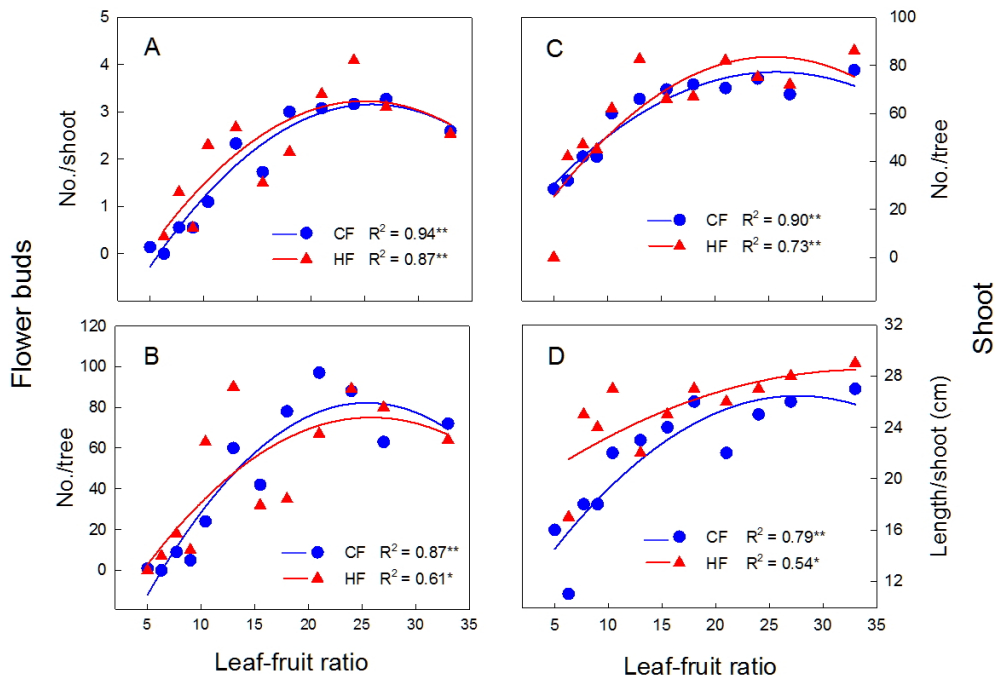 Flower buds
No./shoot
5
4
3
2
1
0
A
CF R² = 0.94**
HF R² = 0.87**
No./tree
120
100
80
60
40
20
0
B
CF R² = 0.87**
HF R² = 0.61*
5 10 15 20 25 30 35
Leaf-fruit ratio
C
CF R² = 0.90**
HF R² = 0.73**
100
80
60
40
20
0
No./tree
D
CF R² = 0.79**
HF R² = 0.54*
32
28
24
28
16
12
Length/shoot (cm)
5 10 15 20 25 30 35
Leaf-fruit ratio
Shoot